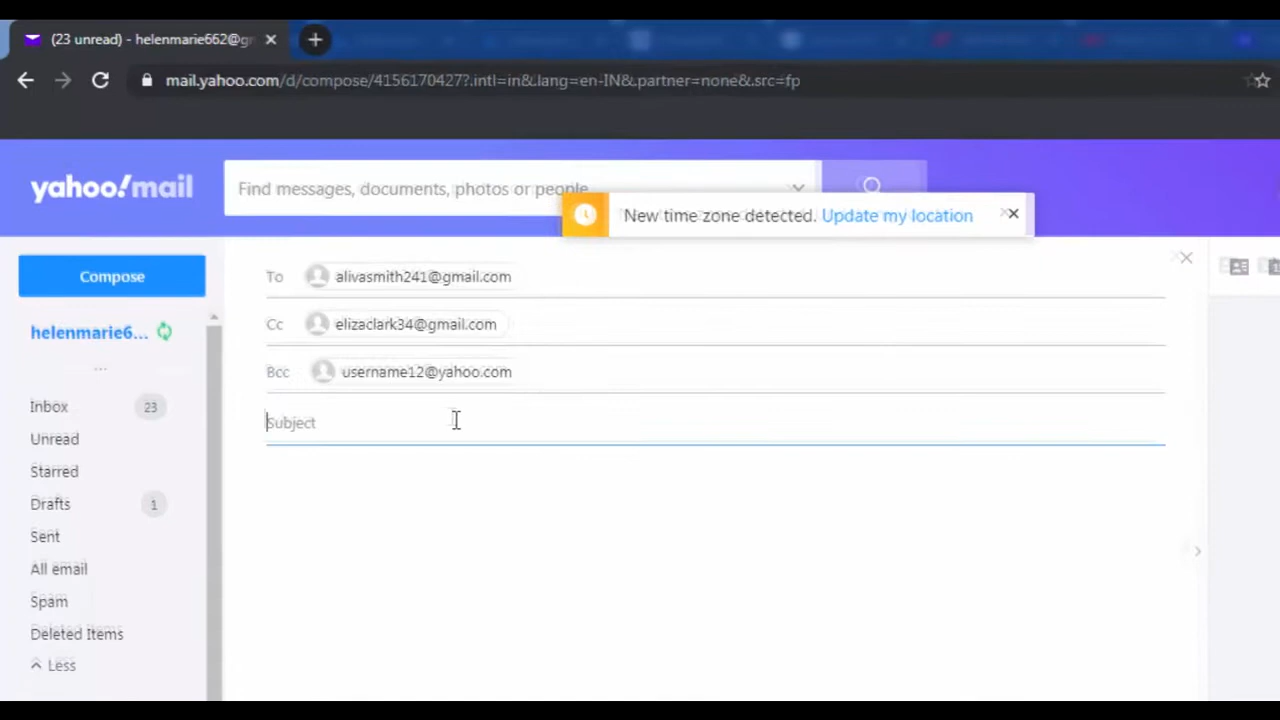 (23 unread) - helenmarie662@g
mail.yahoo.com/d/compose/4156170427?.intl=in&.lang=en-IN&.partner=none&.src=fp
yahoo!mail
Find messages, documents, photos or people
New time zone detected. Update my location
Compose
To alivasmith241@gmail.com
Cc elizaclark34@gmail.com
helenmarie6...
Bcc username12@yahoo.com
...
Inbox 23
Subject
Unread
Starred
Drafts 1
Sent
All email
Spam
Deleted Items
Less